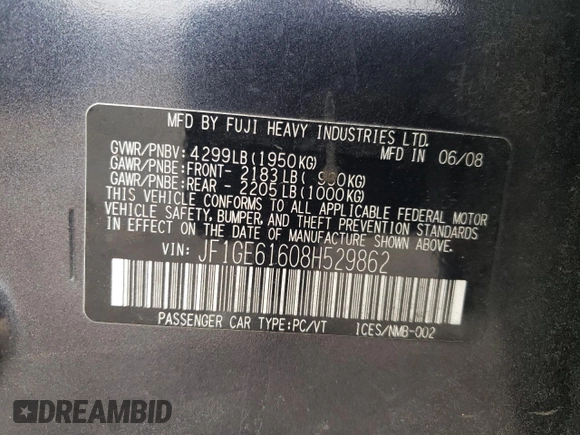 MFD BY FUJI HEAVY INDUSTRIES LTD.
GVWR/PNBV: 4299LB(1950KG) MFD IN 06/08
GAWR/PNBE:FRONT- 2183LB( 990KG)
GAWR/PNBE:REAR - 2205LB(1000KG)
THIS VEHICLE CONFORMS TO ALL APPLICABLE FEDERAL MOTOR
VEHICLE SAFETY, BUMPER, AND THEFT PREVENTION STANDARDS
IN EFFECT ON THE DATE OF MANUFACTURE SHOWN ABOVE.
VIN: JF1GE61608H529862
PASSENGER CAR TYPE:PC/VT ICES/NMB-002
DREAMBID